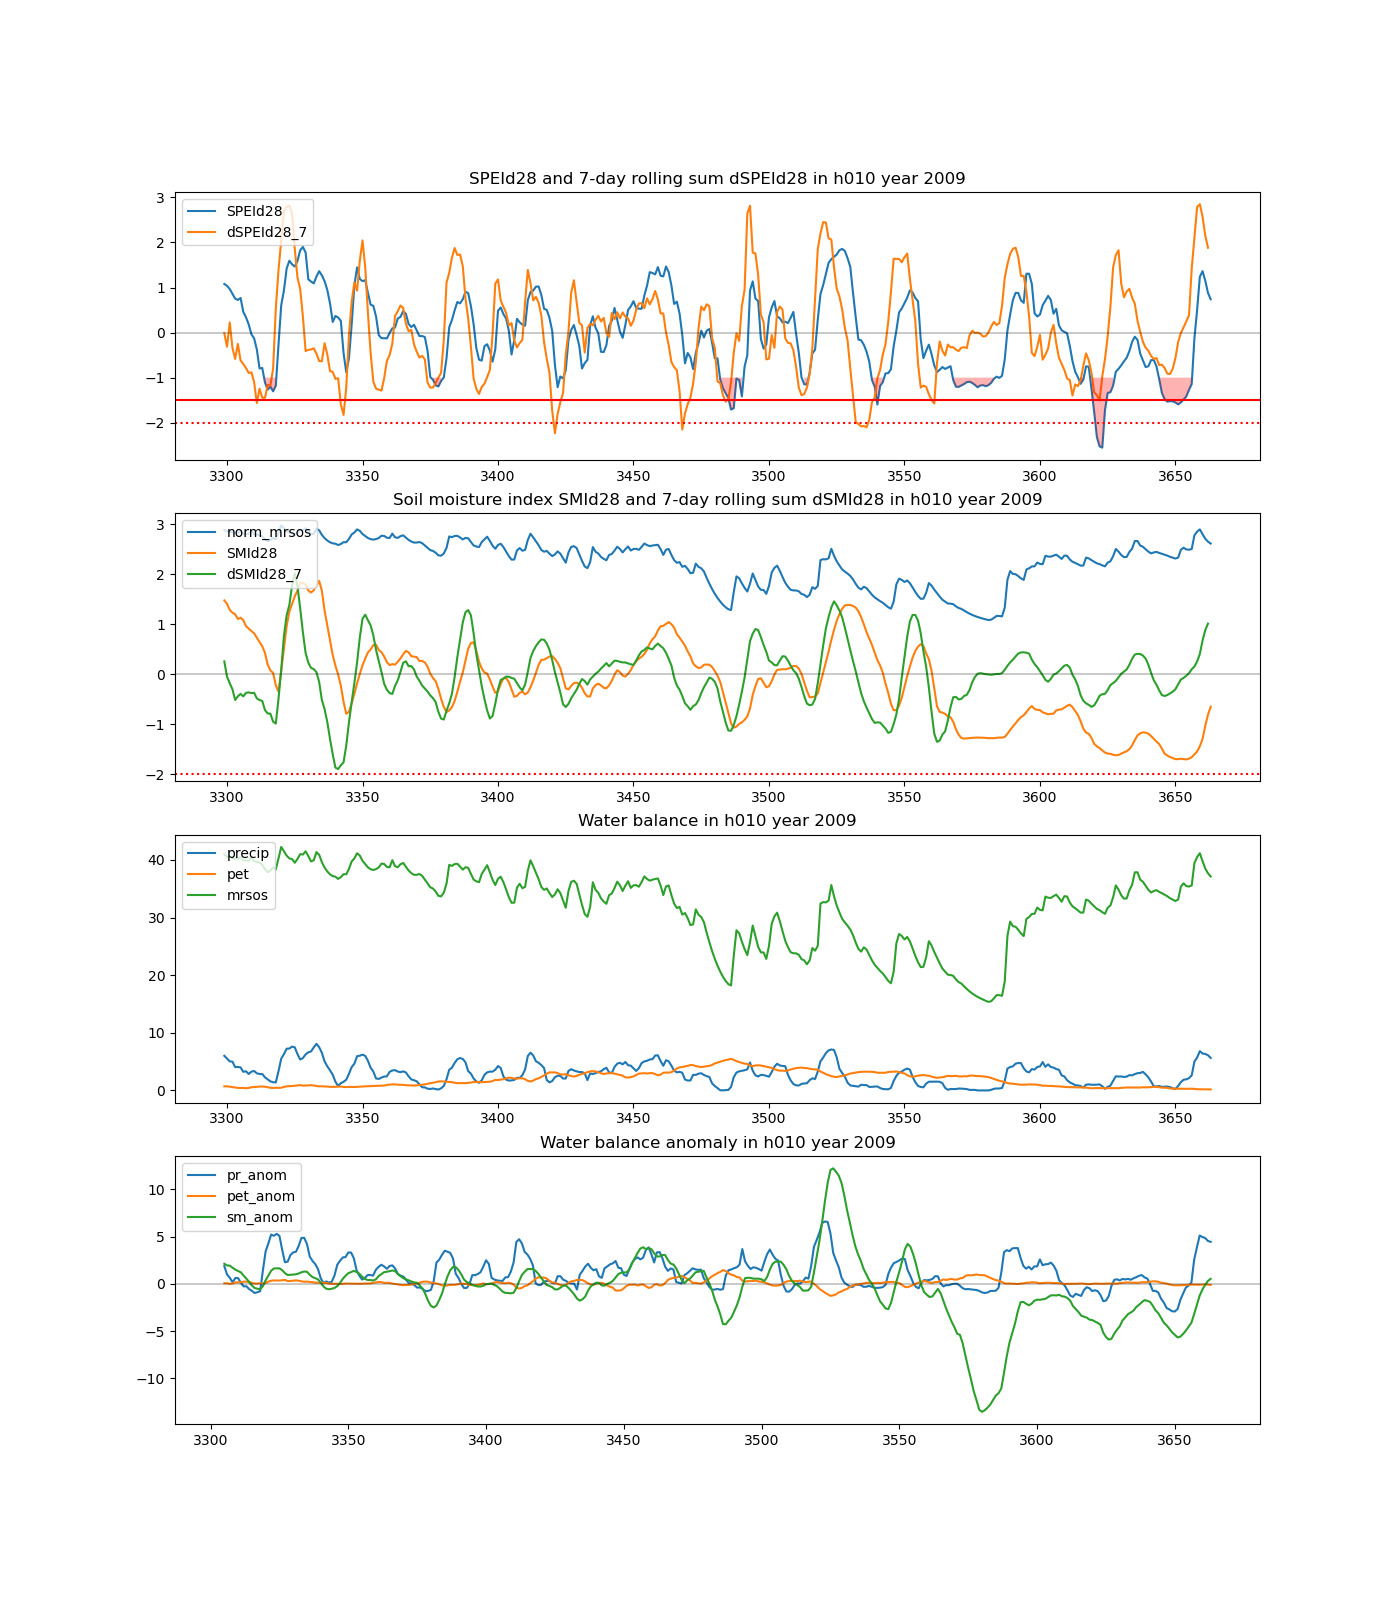 SPEId28 and 7-day rolling sum dSPEId28 in h010 year 2009
3
2
1
0
−1
−2
SPEId28
dSPEId28_7
3300 3350 3400 3450 3500 3550 3600 3650
Soil moisture index SMId28 and 7-day rolling sum dSMId28 in h010 year 2009
3
2
1
0
−1
−2
norm_mrsos
SMId28
dSMId28_7
3300 3350 3400 3450 3500 3550 3600 3650
Water balance in h010 year 2009
40
30
20
10
0
precip
pet
mrsos
3300 3350 3400 3450 3500 3550 3600 3650
Water balance anomaly in h010 year 2009
10
5
0
−5
−10
pr_anom
pet_anom
sm_anom
3300 3350 3400 3450 3500 3550 3600 3650